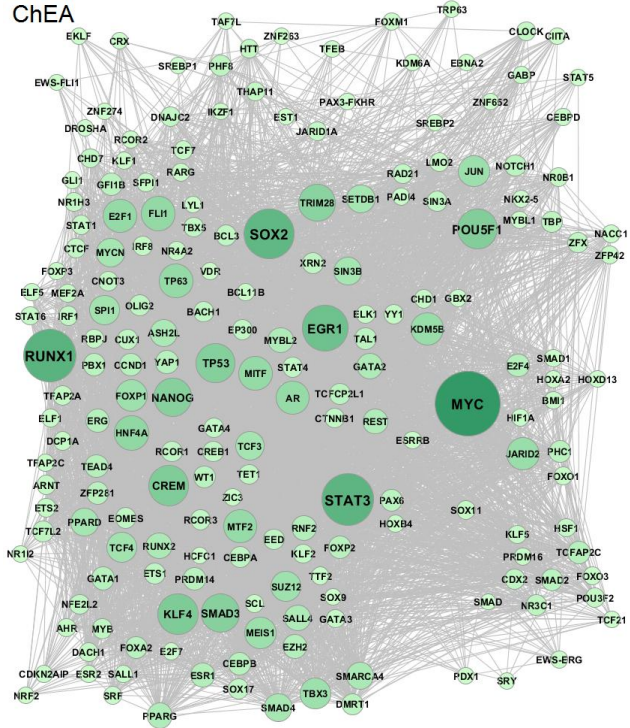 ChEA
TRP63
TAF7L
FOXM1
ZNF263
CLOCK
EKLF
CRX
HTT
TFEB
CIITA
SREBP1
PHF8
KDM6A
EBNA2
GABP
STAT5
EWS-FLI1
THAP11
PAX3-FKHR
ZNF652
ZNF274
DNAJC2
IKZF1
EST1
SREBP2
CEBPD
DROSHA
RCOR2
JARID1A
TCF7
LMO2
NOTCH1
CHD7
KLF1
RARG
RAD21
JUN
GLI1
GFI1B
SFPI1
SETDB1
PADI4
NR0B1
NR1H3
LYL1
TRIM28
SIN3A
NKX2-5
E2F1
FLI1
STAT1
TBX5
BCL3
SOX2
POU5F1
MYBL1
TBP
NACC1
CTCF
MYCN
IRF8
NR4A2
XRN2
ZFX
ZFP42
FOXP3
CNOT3
TP63
VDR
SIN3B
ELF5
MEF2A
BCL11B
CHD1
GBX2
STAT6
IRF1
SPI1
OLIG2
BACH1
ELK1
YY1
EGR1
KDM5B
RBPJ
CUX1
ASH2L
EP300
MYBL2
TAL1
RUNX1
SMAD1
PBX1
CCND1
YAP1
TP53
STAT4
GATA2
E2F4
MITF
HOXA2
HOXD13
TFAP2A
FOXP1
NANOG
AR
TCFCP2L1
MYC
BMI1
ELF1
ERG
CTNNB1
REST
HIF1A
DCP1A
HNF4A
GATA4
ESRRB
RCOR1
CREB1
TCF3
JARID2
PHC1
TFAP2C
TEAD4
WT1
TET1
FOXO1
ARNT
ZFP281
CREM
ZIC3
STAT3
PAX6
ETS2
SOX11
PPARD
EOMES
RCOR3
MTF2
HOXB4
TCF7L2
RNF2
KLF5
HSF1
TCF4
RUNX2
HCFC1
EED
FOXP2
NR1I2
CEBPA
KLF2
PRDM16
TCFAP2C
GATA1
ETS1
PRDM14
TTF2
CDX2
SMAD2
FOXO3
SUZ12
NFE2L2
SCL
SOX9
SMAD
NR3C1
POU3F2
KLF4
SMAD3
SALL4
GATA3
TCF21
AHR
MYB
MEIS1
DACH1
FOXA2
E2F7
EZH2
EWS-ERG
CDKN2AIP
ESR2
SALL1
ESR1
CEBPB
SMARCA4
PDX1
SRY
NRF2
SRF
SOX17
TBX3
DMRT1
PPARG
SMAD4